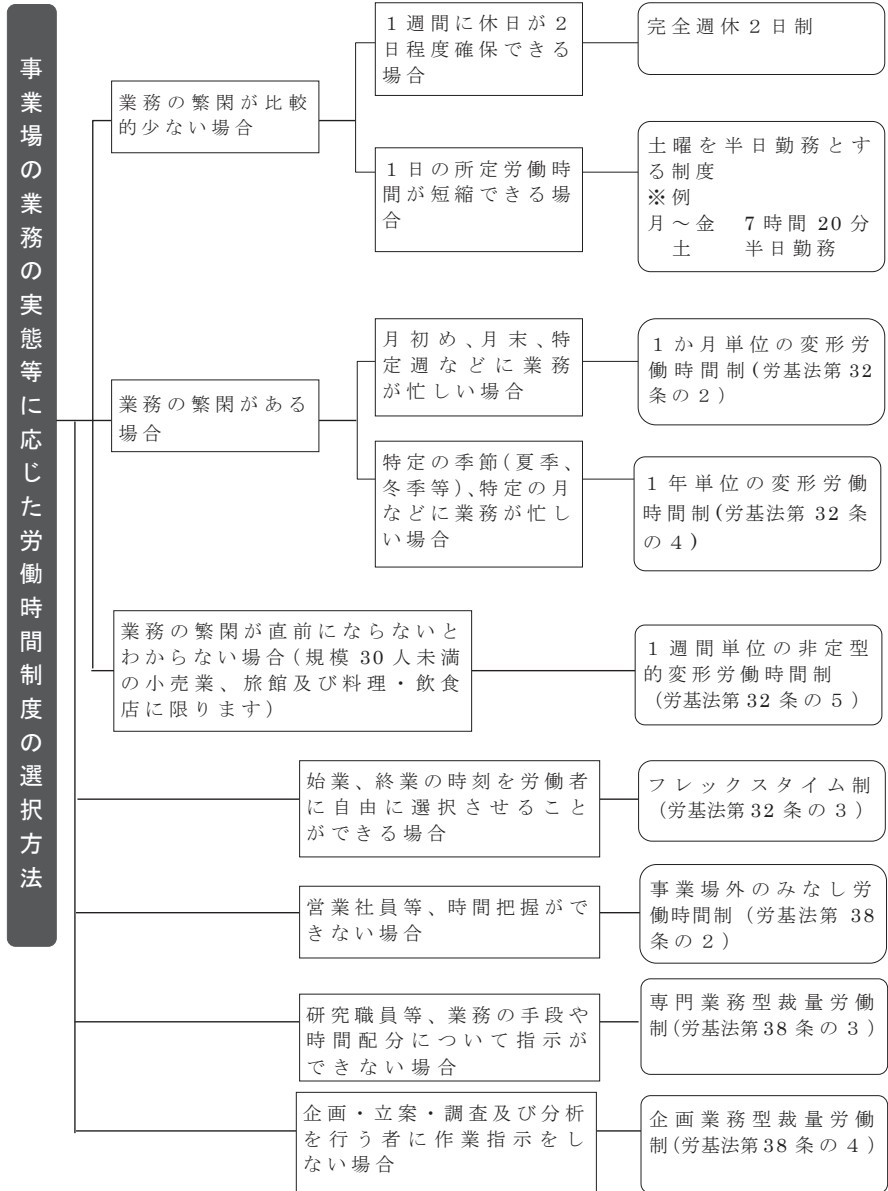 事業場の業務の実態等に応じた労働時間制度の選択方法
業務の繁閑が比較
的少ない場合
1週間に休日が2
日程度確保できる
場合
完全週休2日制
1日の所定労働時
間が短縮できる場
合
土曜を半日勤務とす
る制度
※例
月～金 7時間20分
土 半日勤務
業務の繁閑がある
場合
月初め、月末、特
定週などに業務
が忙しい場合
1か月単位の変形労
働時間制(労基法第32
条の2)
特定の季節(夏季、
冬季等)、特定の月
などに業務が忙し
い場合
1年単位の変形労働
時間制(労基法第32条
の4)
業務の繁閑が直前にならないと
わからない場合(規模30人未満
の小売業、旅館及び料理・飲食
店に限ります)
1週間単位の非定型
的変形労働時間制
(労基法第32条の5)
始業、終業の時刻を労働者
に自由に選択させること
ができる場合
フレックスタイム制
(労基法第32条の3)
営業社員等、時間把握がで
きない場合
事業場外のみなし労
働時間制(労基法第38
条の2)
研究職員等、業務の手段や
時間配分について指示が
できない場合
専門業務型裁量労働
制(労基法第38条の3)
企画・立案・調査及び分析
を行う者に作業指示をし
ない場合
企画業務型裁量労働
制(労基法第38条の4)